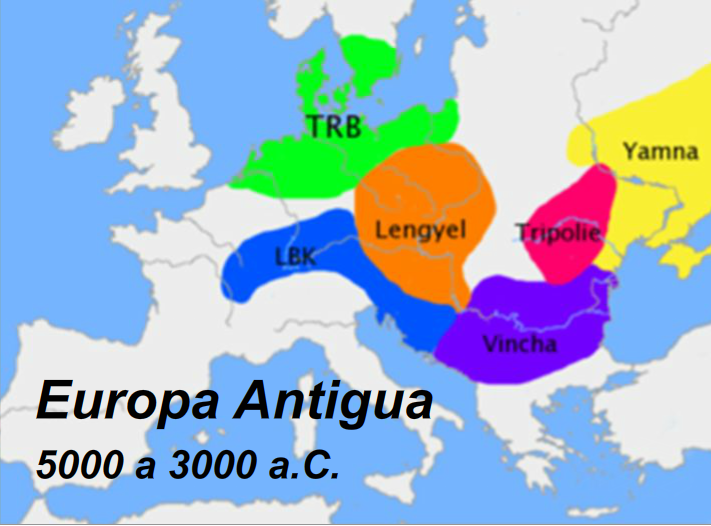 TRB
Yamna
Lengyel
Tripolie
LBK
Vincha
Europa Antigua
5000 a 3000 a.C.